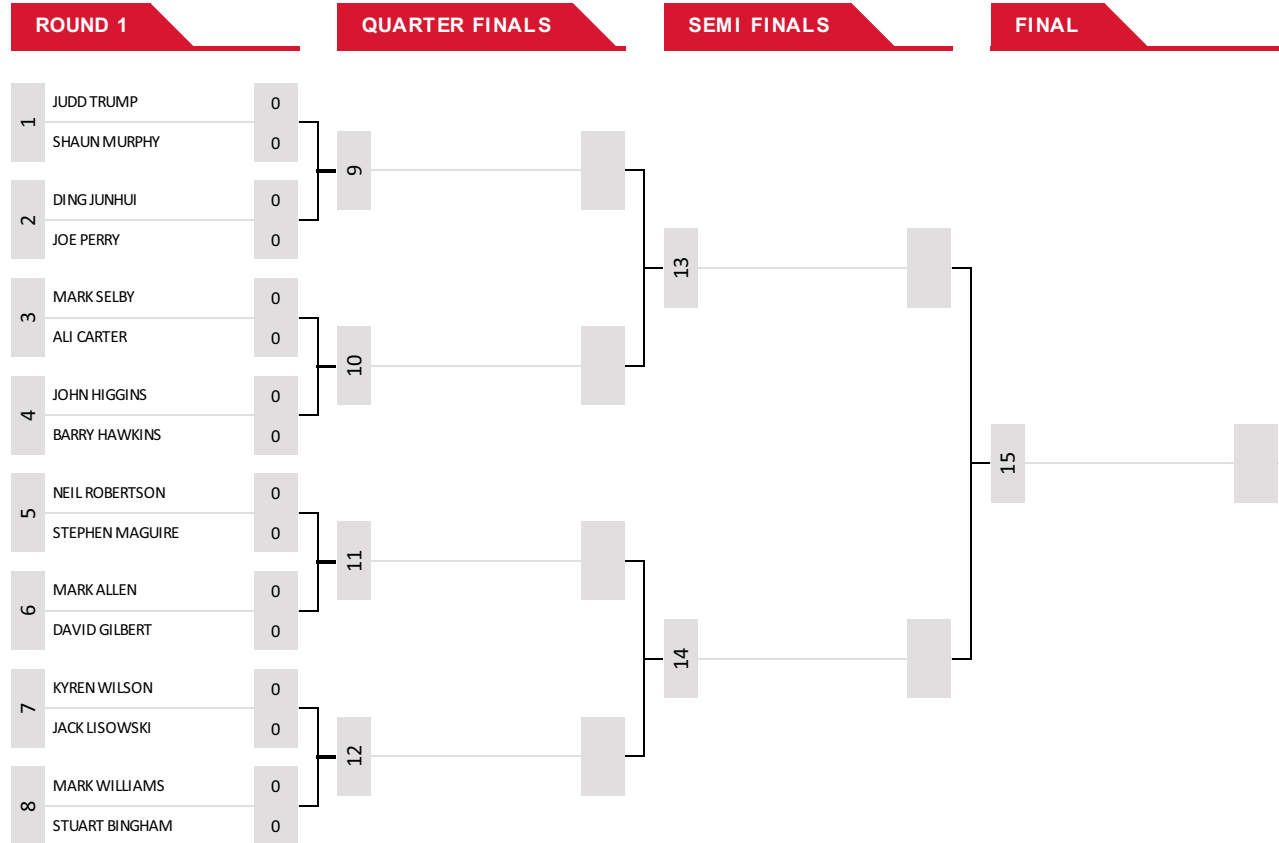 ROUND 1
QUARTER FINALS
SEMI FINALS
FINAL
1
JUDD TRUMP 0
SHAUN MURPHY 0
2
DING JUNHUI 0
JOE PERRY 0
3
MARK SELBY 0
ALI CARTER 0
4
JOHN HIGGINS 0
BARRY HAWKINS 0
5
NEIL ROBERTSON 0
STEPHEN MAGUIRE 0
6
MARK ALLEN 0
DAVID GILBERT 0
7
KYREN WILSON 0
JACK LISOWSKI 0
8
MARK WILLIAMS 0
STUART BINGHAM 0
9
10
11
12
13
14
15